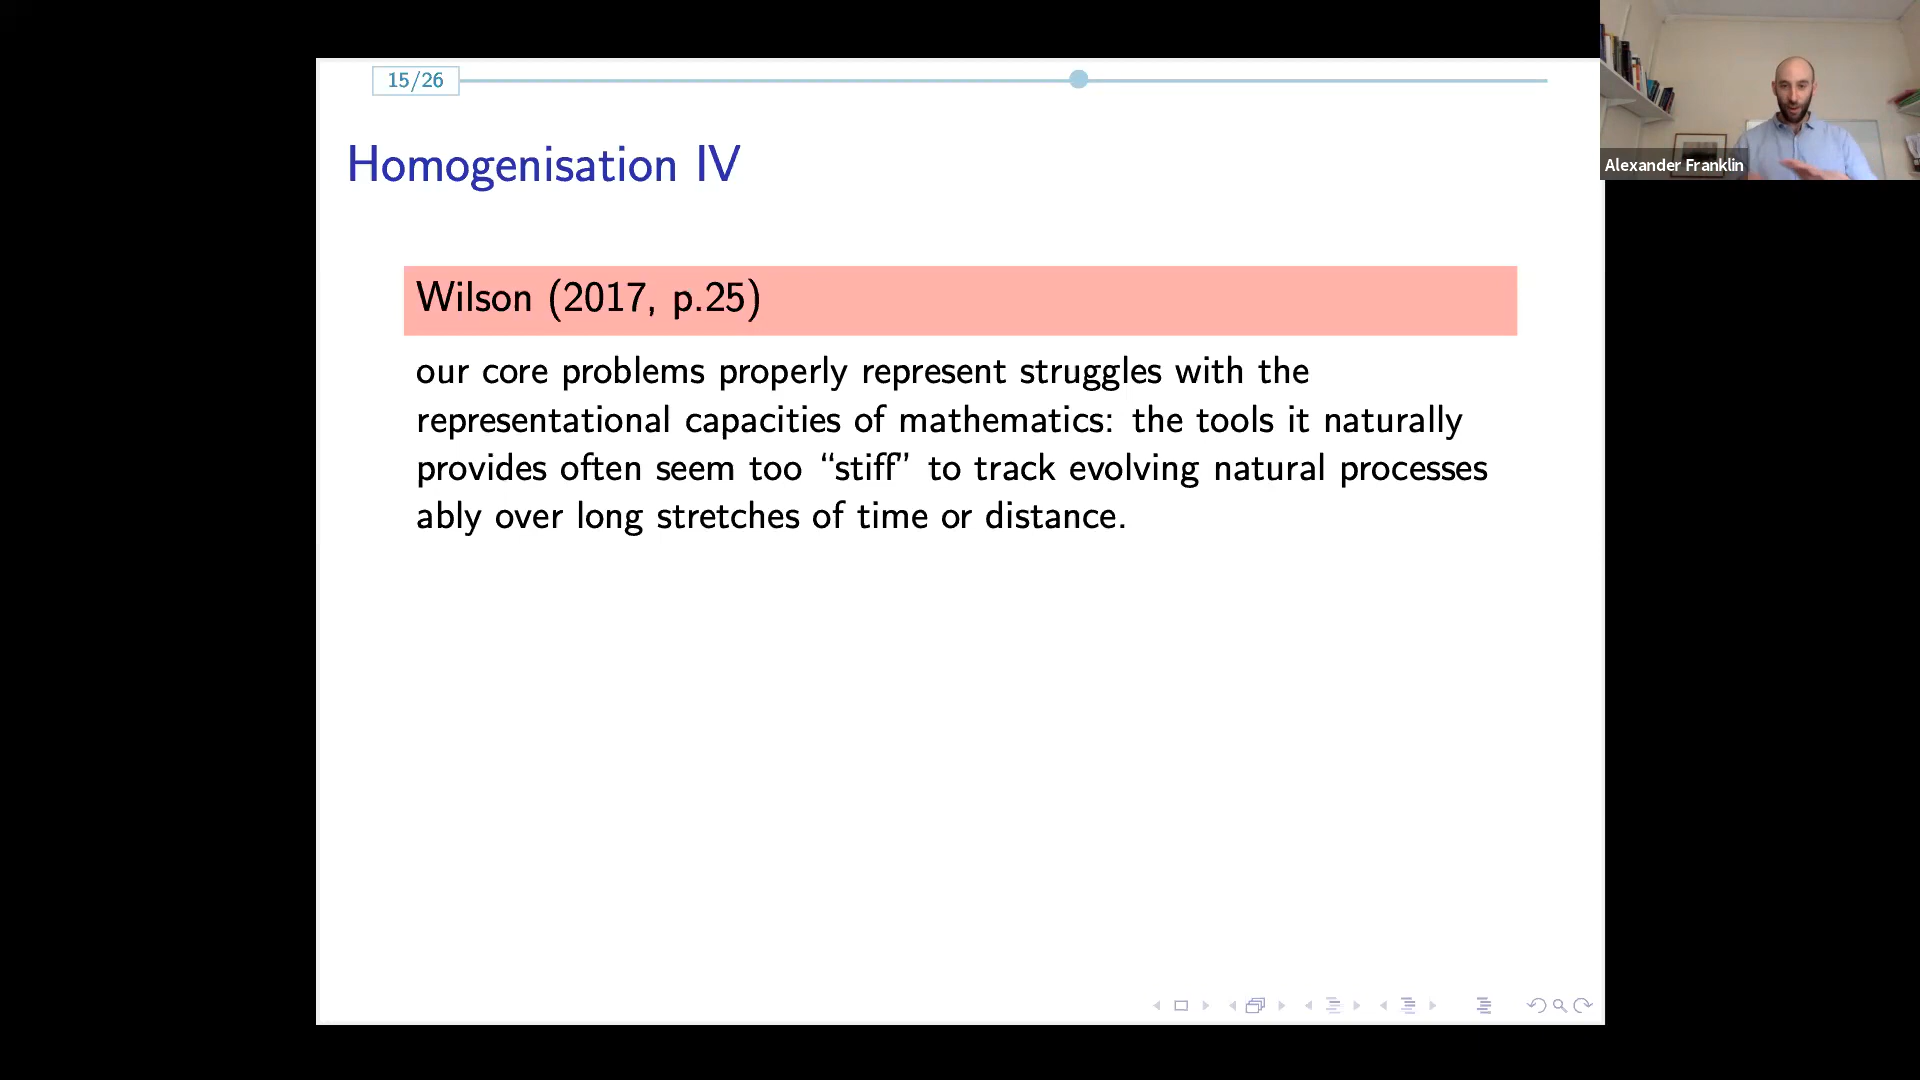 15/26
Homogenisation IV
Wilson (2017, p.25)
our core problems properly represent struggles with the
representational capacities of mathematics: the tools it naturally
provides often seem too “stiff” to track evolving natural processes
ably over long stretches of time or distance.
Alexander Franklin